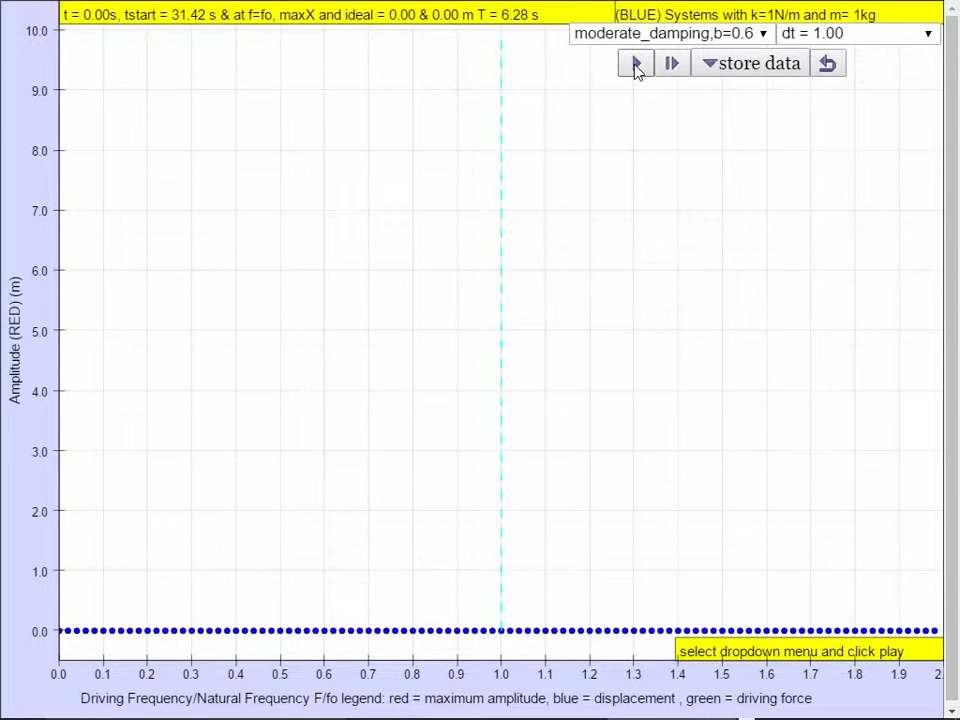 t = 0.00s, tstart = 31.42 s & at f=fo, maxX and ideal = 0.00 & 0.00 m T = 6.28 s
(BLUE) Systems with k=1N/m and m= 1kg
moderate_damping,b=0.6
dt = 1.00
store data
10.0
9.0
8.0
7.0
6.0
5.0
4.0
3.0
2.0
1.0
0.0
Amplitude (RED) (m)
select dropdown menu and click play
0.0 0.1 0.2 0.3 0.4 0.5 0.6 0.7 0.8 0.9 1.0 1.1 1.2 1.3 1.4 1.5 1.6 1.7 1.8 1.9 2.
Driving Frequency/Natural Frequency F/fo legend: red = maximum amplitude, blue = displacement , green = driving force